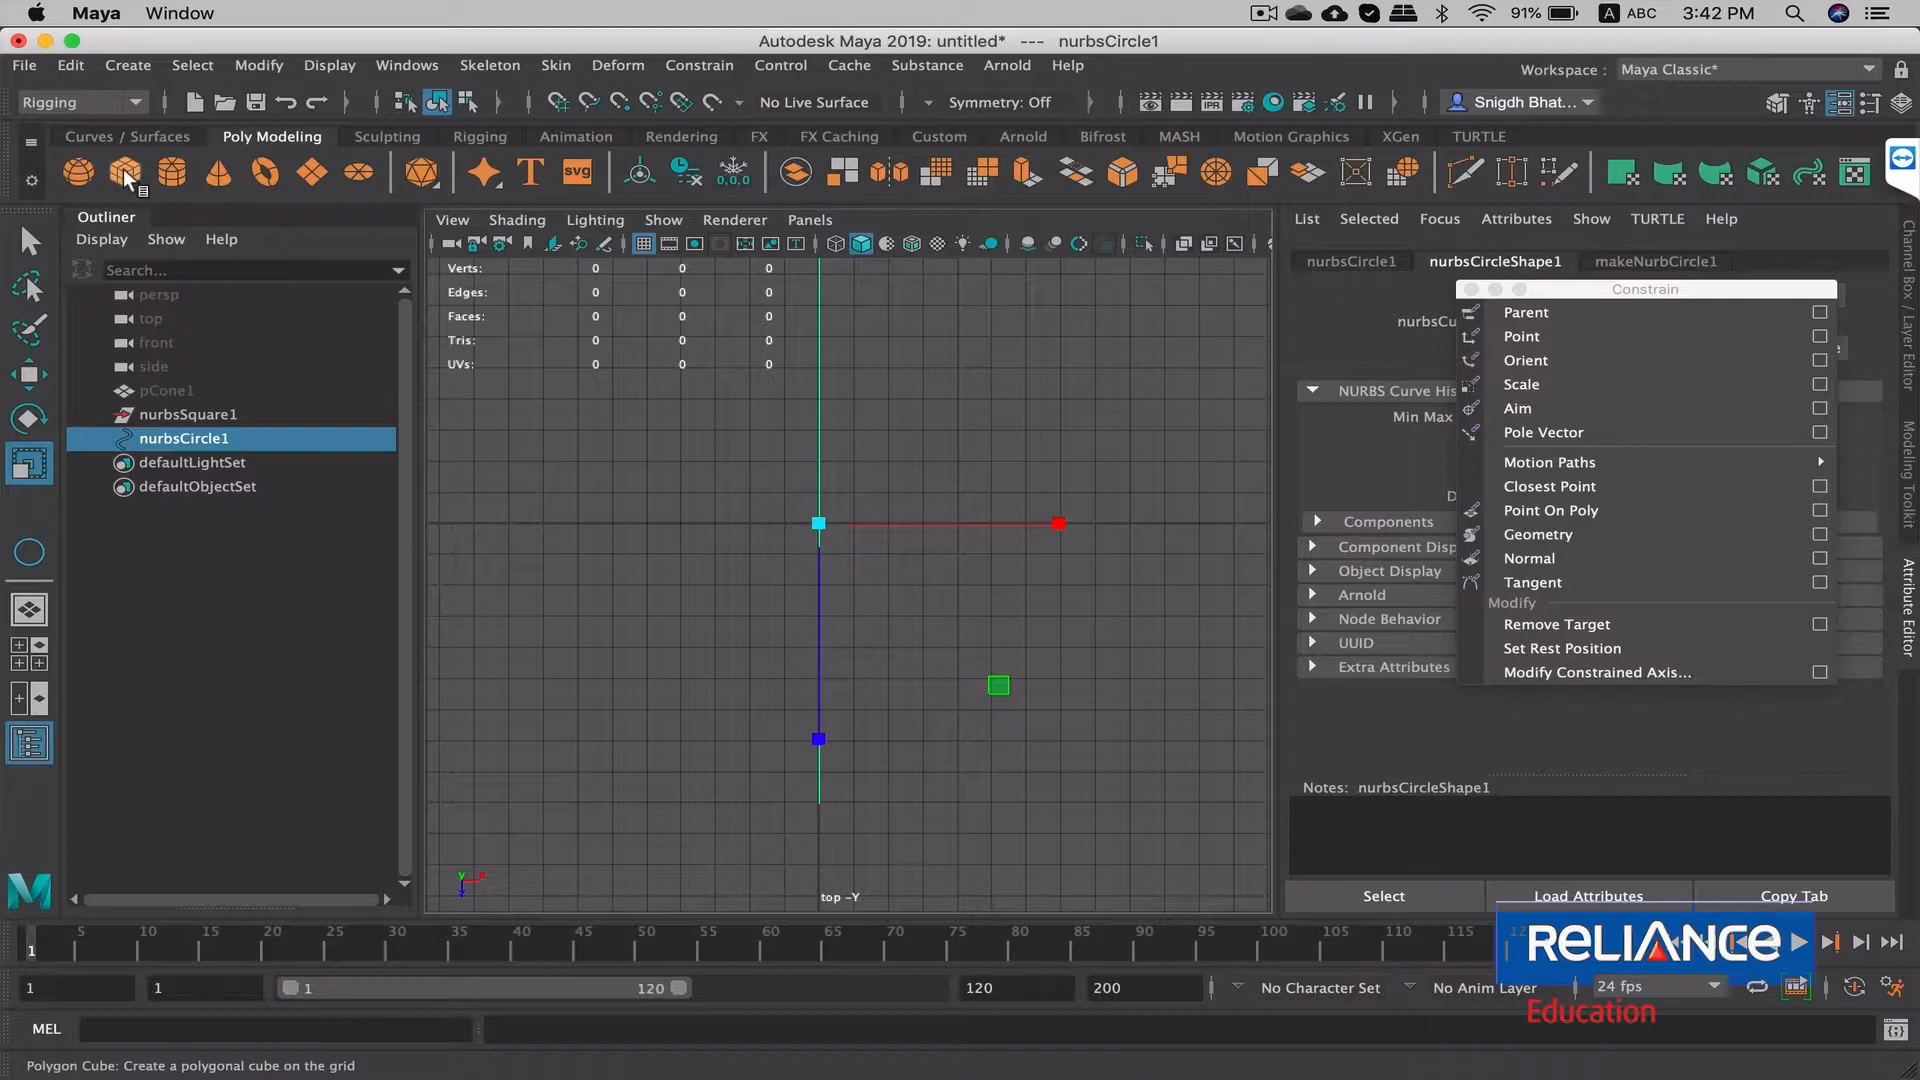 Maya Window
91% A ABC 3:42 PM
Autodesk Maya 2019: untitled* --- nurbsCircle1
File Edit Create Select Modify Display Windows Skeleton Skin Deform Constrain Control Cache Substance Arnold Help
Workspace : Maya Classic*
Rigging
No Live Surface
Symmetry: Off
IPR
Snigdh Bhat...
Curves / Surfaces Poly Modeling Sculpting Rigging Animation Rendering FX FX Caching Custom Arnold Bifrost MASH Motion Graphics XGen TURTLE
T svg 0,0,0
Outliner
Display Show Help
Search...
persp
top
front
side
pCone1
nurbsSquare1
nurbsCircle1
defaultLightSet
defaultObjectSet
View Shading Lighting Show Renderer Panels
Verts: 0 0 0
Edges: 0 0 0
Faces: 0 0 0
Tris: 0 0 0
UVs: 0 0 0
y x z
top -Y
List Selected Focus Attributes Show TURTLE Help
nurbsCircle1 nurbsCircleShape1 makeNurbCircle1
nurbsCu
NURBS Curve His
Min Max
D
Components
Component Disp
Object Display
Arnold
Node Behavior
UUID
Extra Attributes
Constrain
Parent
Point
Orient
Scale
Aim
Pole Vector
Motion Paths
Closest Point
Point On Poly
Geometry
Normal
Tangent
Modify
Remove Target
Set Rest Position
Modify Constrained Axis...
Notes: nurbsCircleShape1
Select Load Attributes Copy Tab
Channel Box / Layer Editor
Modeling Toolkit
Attribute Editor
5 10 15 20 25 30 35 40 45 50 55 60 65 70 75 80 85 90 95 100 105 110 115
1
RELIANCE
Education
1 1 1 120 120 200 No Character Set No Anim Layer 24 fps
MEL
Polygon Cube: Create a polygonal cube on the grid